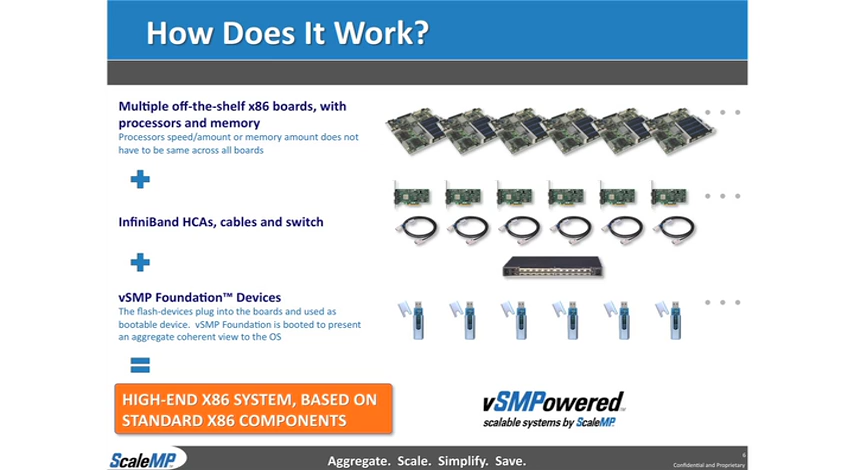 How Does It Work?
Multiple off-the-shelf x86 boards, with
processors and memory
Processors speed/amount or memory amount does not
have to be same across all boards
InfiniBand HCAs, cables and switch
vSMP Foundation™ Devices
The flash-devices plug into the boards and used as
bootable device. vSMP Foundation is booted to present
an aggregate coherent view to the OS
HIGH-END X86 SYSTEM, BASED ON
STANDARD X86 COMPONENTS
vSMPowered™
scalable systems by ScaleMP
ScaleMP
Aggregate. Scale. Simplify. Save.
6
Confidential and Proprietary